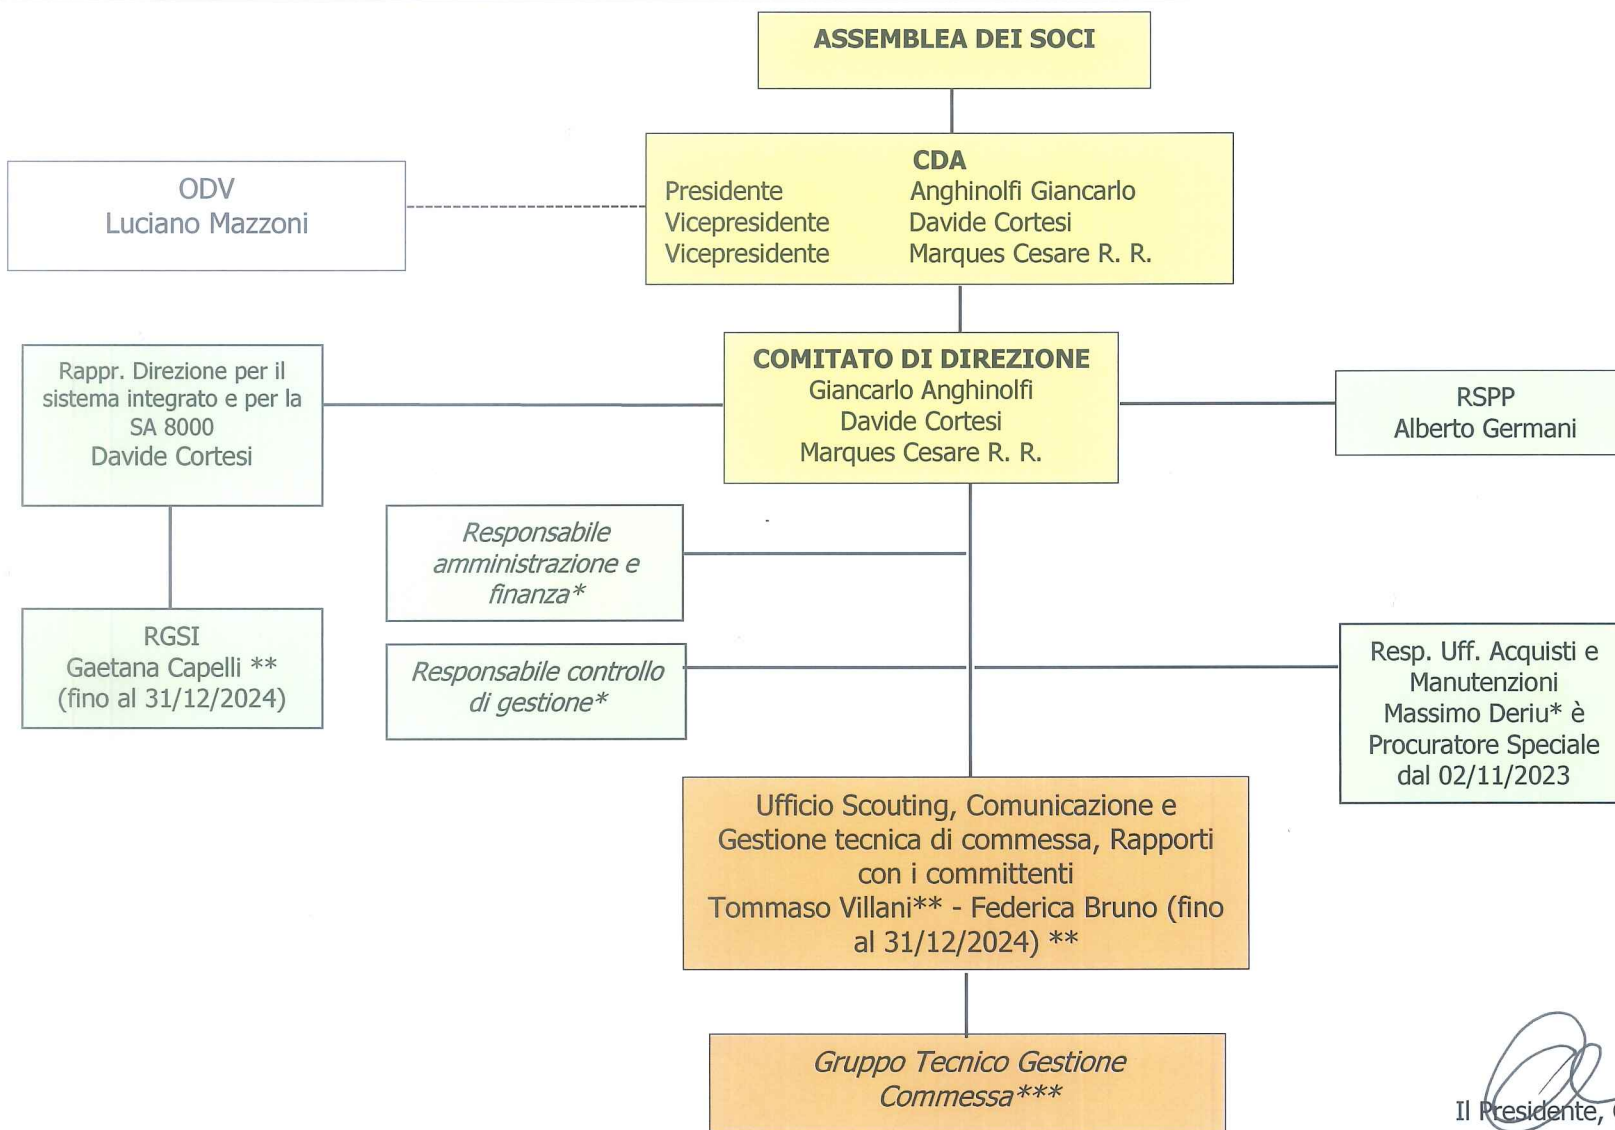 ASSEMBLEA DEI SOCI
CDA
Presidente Anghinolfi Giancarlo
Vicepresidente Davide Cortesi
Vicepresidente Marques Cesare R. R.
ODV
Luciano Mazzoni
COMITATO DI DIREZIONE
Giancarlo Anghinolfi
Davide Cortesi
Marques Cesare R. R.
Rappr. Direzione per il
sistema integrato e per la
SA 8000
Davide Cortesi
RSPP
Alberto Germani
Responsabile
amministrazione e
finanza*
RGSI
Gaetana Capelli **
(fino al 31/12/2024)
Responsabile controllo
di gestione*
Resp. Uff. Acquisti e
Manutenzioni
Massimo Deriu* è
Procuratore Speciale
dal 02/11/2023
Ufficio Scouting, Comunicazione e
Gestione tecnica di commessa, Rapporti
con i committenti
Tommaso Villani** - Federica Bruno (fino
al 31/12/2024) **
Gruppo Tecnico Gestione
Commessa***
Il Presidente,